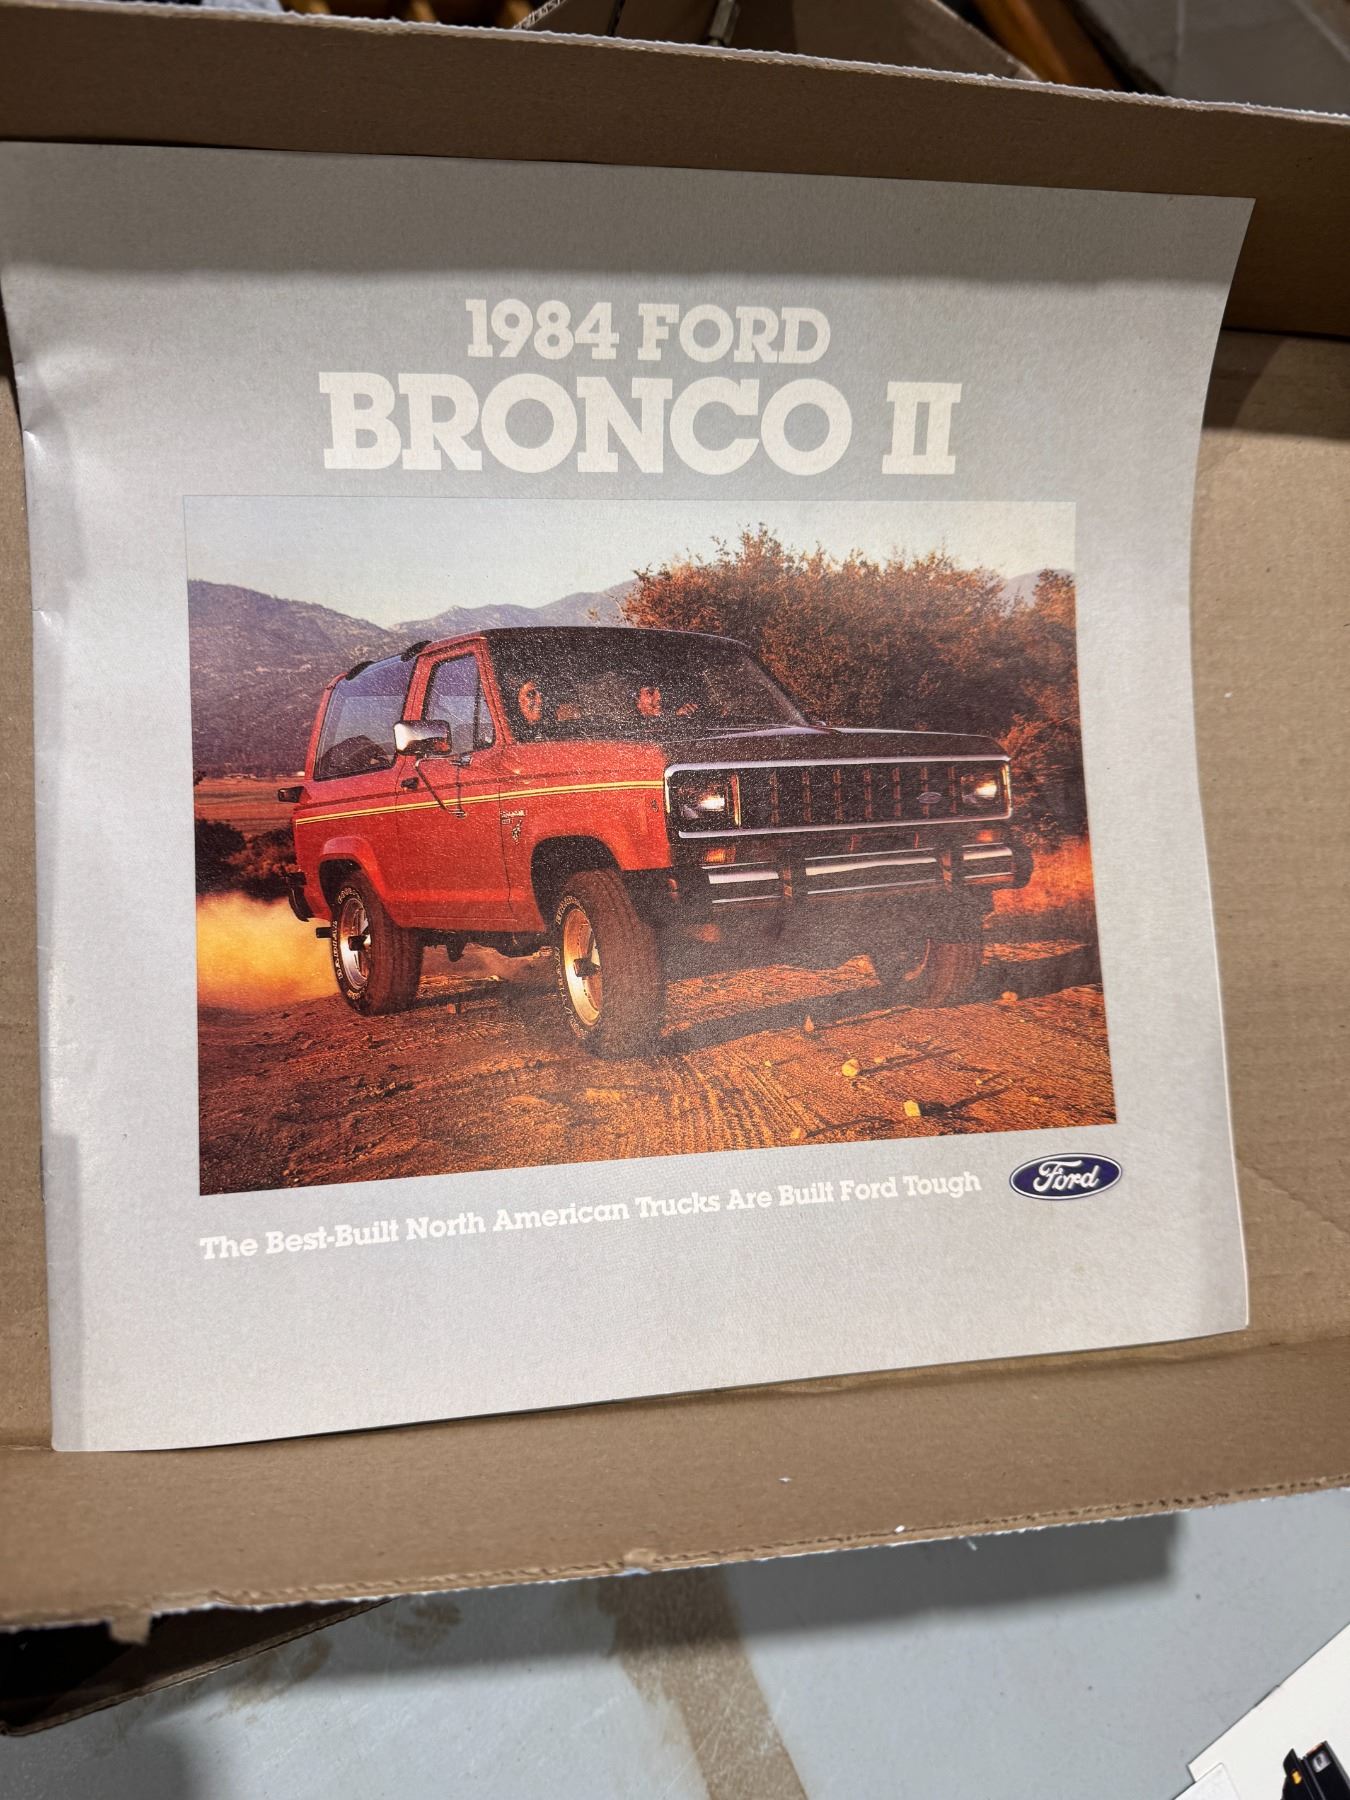 1984 FORD
BRONCO II
The Best-Built North American Trucks Are Built Ford Tough
Ford